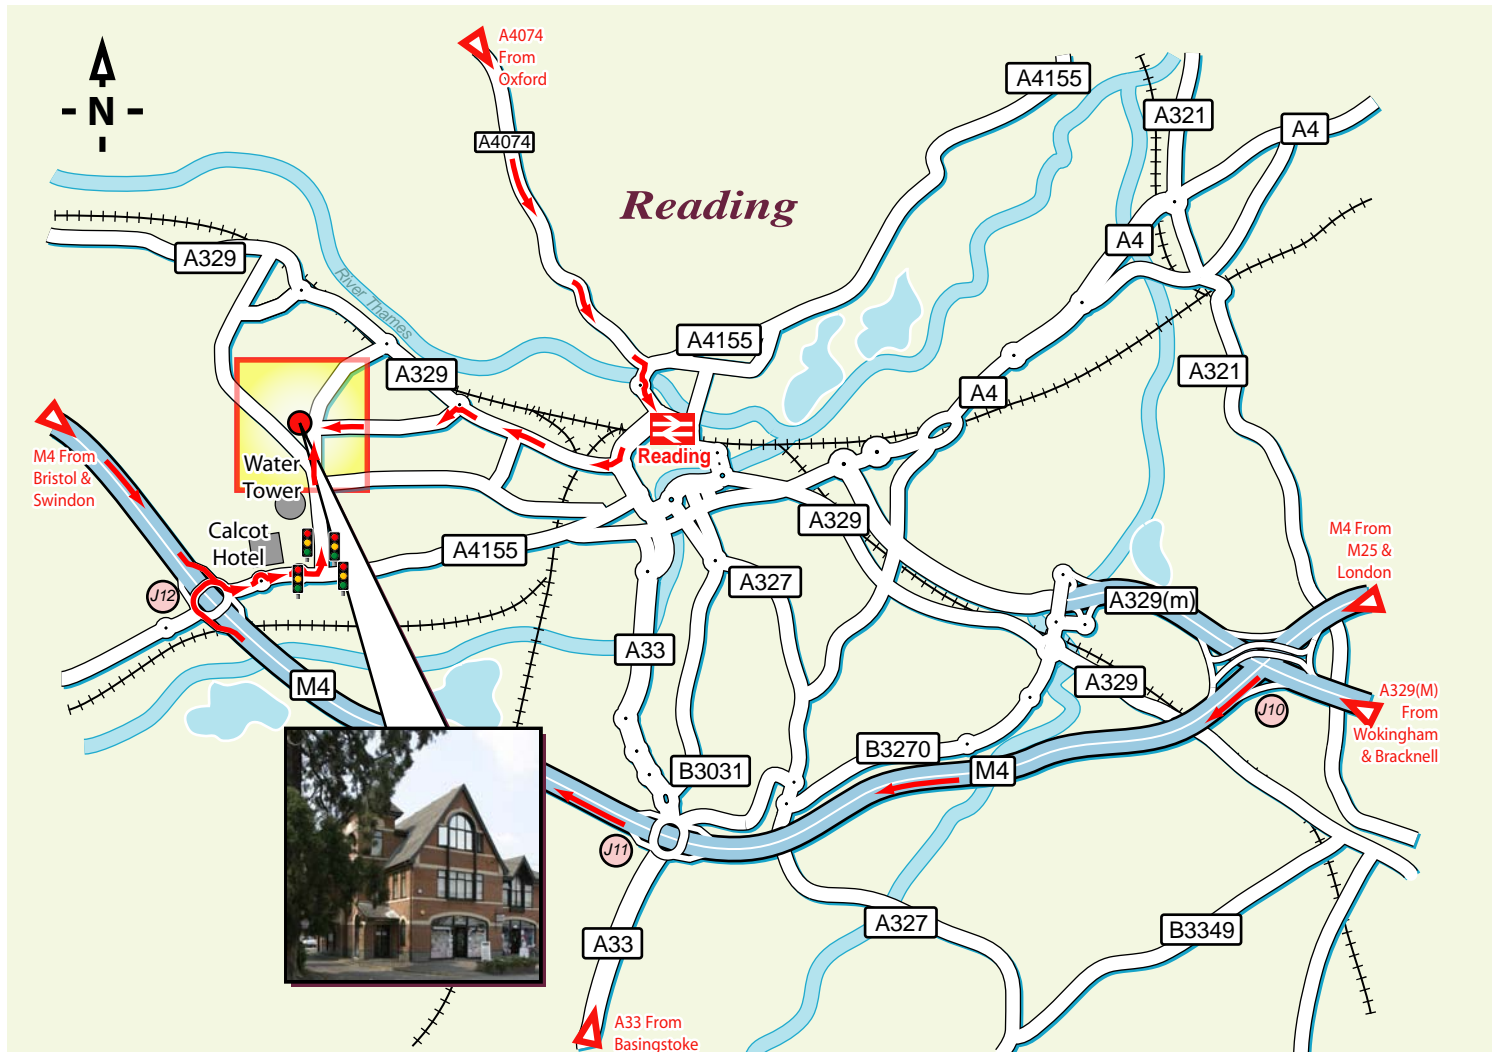 A4074
From
Oxford
A4155
N
A321
A4
A4074
Reading
A4
A329
River Thames
A4155
A329
A321
A4
M4 From
Bristol &
Swindon
Reading
Water
Tower
A329
Calcot
Hotel
A4155
M4 From
M25 &
London
A327
J12
A329(m)
A33
M4
A329
A329(M)
From
Wokingham
& Bracknell
J10
B3270
B3031
M4
J11
A327
B3349
A33
A33 From
Basingstoke